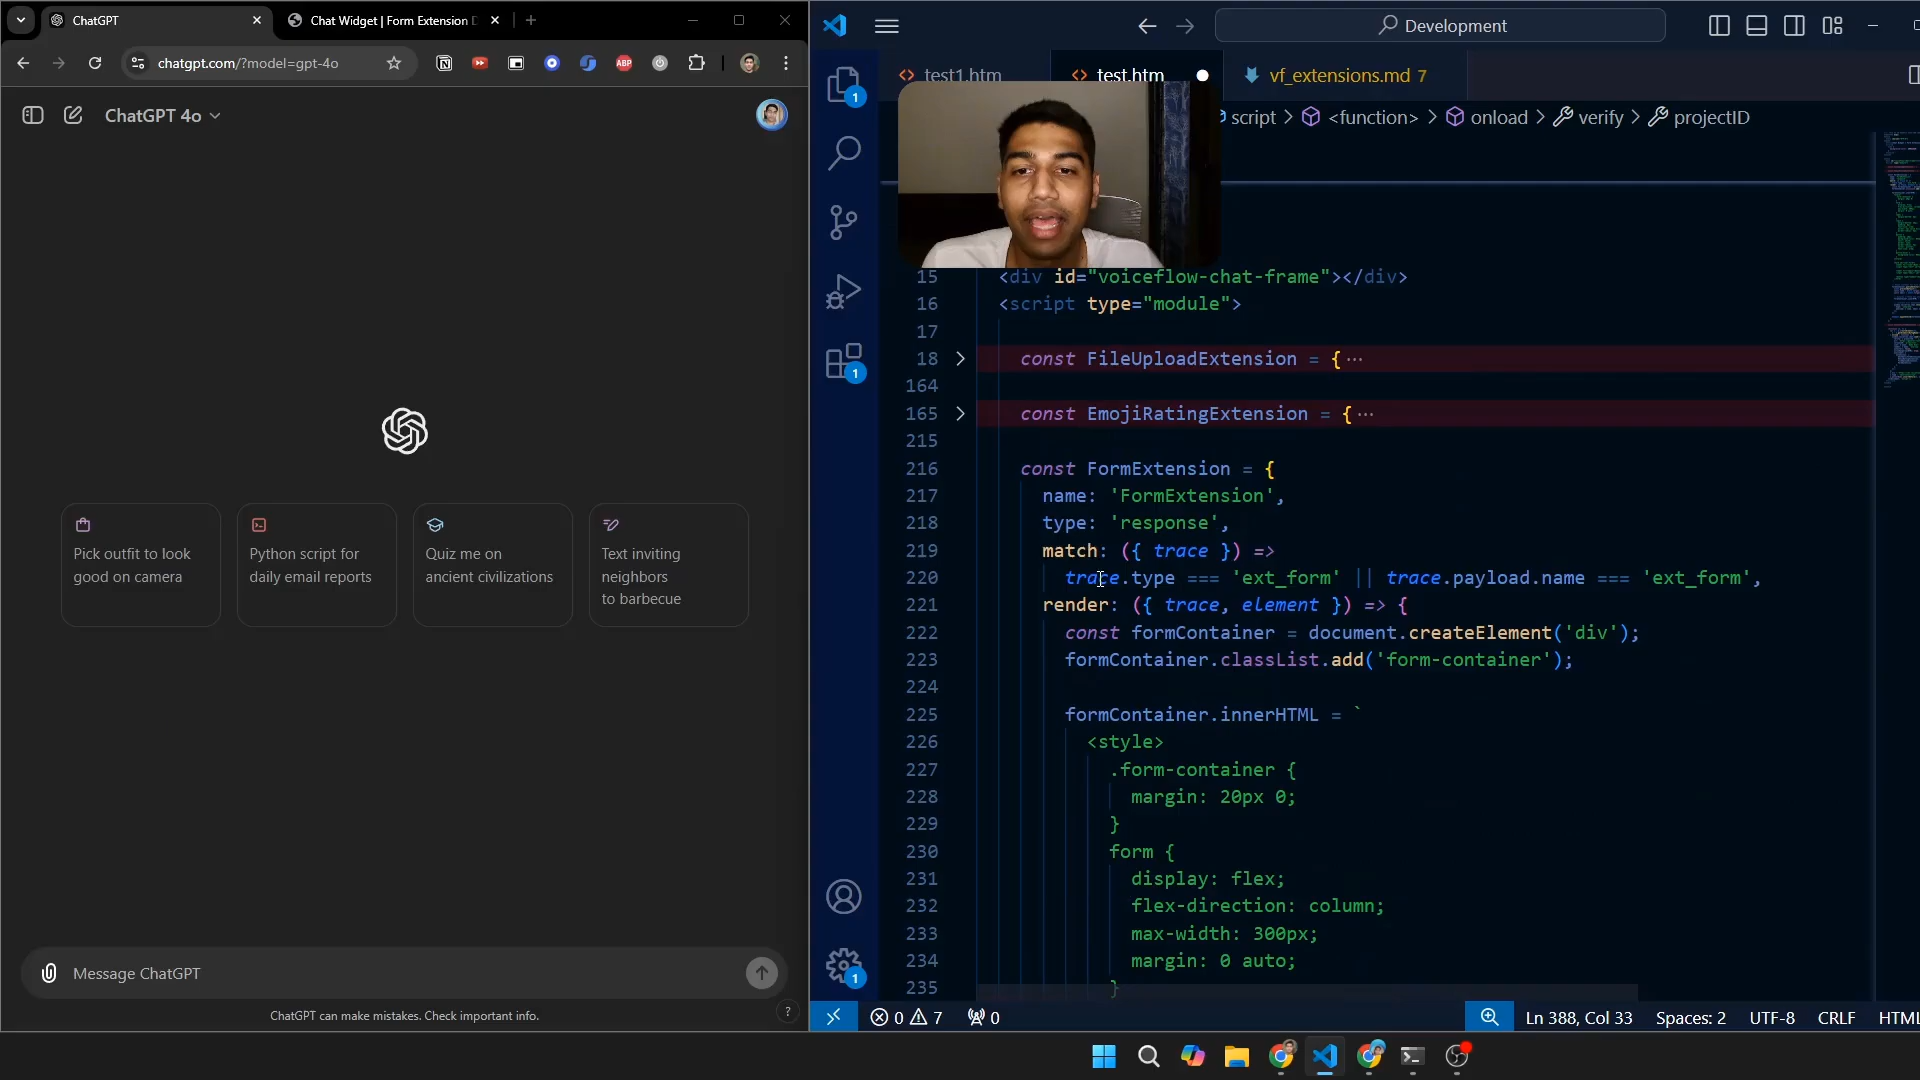 ChatGPT
Chat Widget | Form Extension
chatgpt.com/?model=gpt-4o
ABP
ChatGPT 4o
Pick outfit to look
good on camera
Python script for
daily email reports
Quiz me on
ancient civilizations
Text inviting
neighbors
to barbecue
Message ChatGPT
ChatGPT can make mistakes. Check important info.
?
Development
test1.htm
test.htm
vf_extensions.md 7
script > <function> > onload > verify > projectID
1
1
1
15 <div id="voiceflow-chat-frame"></div>
16 <script type="module">
17
18 const FileUploadExtension = {···
164
165 const EmojiRatingExtension = {···
215
216 const FormExtension = {
217 name: 'FormExtension',
218 type: 'response',
219 match: ({ trace }) =>
220 trace.type === 'ext_form' || trace.payload.name === 'ext_form',
221 render: ({ trace, element }) => {
222 const formContainer = document.createElement('div');
223 formContainer.classList.add('form-container');
224
225 formContainer.innerHTML = `
226 <style>
227 .form-container {
228 margin: 20px 0;
229 }
230 form {
231 display: flex;
232 flex-direction: column;
233 max-width: 300px;
234 margin: 0 auto;
235 }
0 7 0
Ln 388, Col 33 Spaces: 2 UTF-8 CRLF HTML